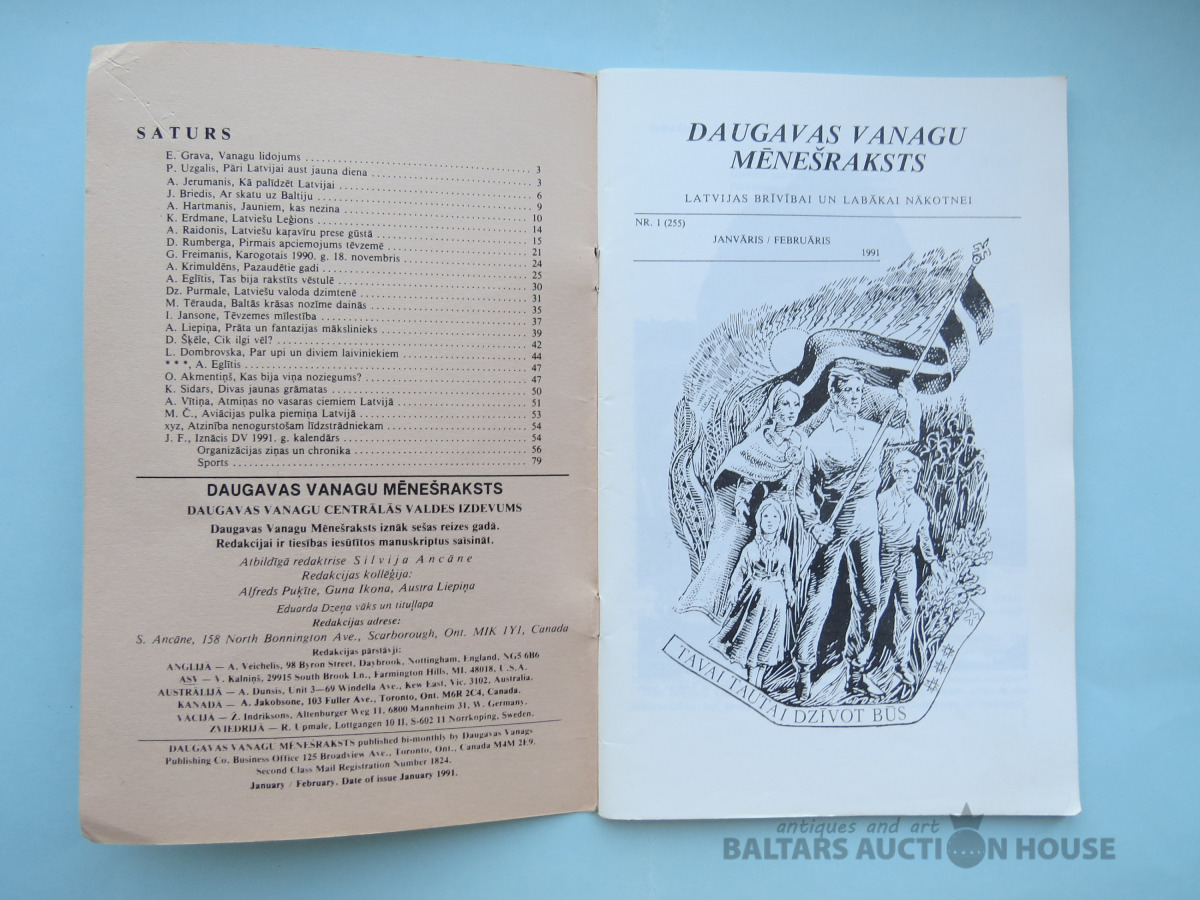 SATURS
E. Grava, Vanagu lidojums 3
P. Uzgalis, Pāri Latvijai aust jauna diena 3
A. Jerumanis, Kā palīdzēt Latvijai 6
J. Briedis, Ar skatu uz Baltiju 9
A. Hartmanis, Jauniem, kas nezina 10
K. Erdmane, Latviešu Leģions 14
A. Raidonis, Latviešu karavīru prese gūstā 15
D. Rumberga, Pirmais apciemojums tēvzemē 21
G. Freimanis, Karogotais 1990. g. 18. novembris 24
A. Krimuldēns, Pazaudētie gadi 25
A. Eglītis, Tas bija rakstīts vēstulē 30
Dz. Purmale, Latviešu valoda dzimtenē 31
M. Tērauda, Baltās krāsas nozīme dainās 35
I. Jansone, Tēvzemes mīlestība 37
A. Liepiņa, Prāta un fantazijas mākslinieks 39
D. Šķēle, Cik ilgi vēl? 42
L. Dombrovska, Par upi un diviem laiviniekiem 44
* * *, A. Eglītis 47
O. Akmentiņš, Kas bija viņa noziegums? 47
K. Sidars, Divas jaunas grāmatas 50
A. Vītiņa, Atmiņas no vasaras ciemiem Latvijā 51
M. Č., Aviācijas pulka piemiņa Latvijā 53
xyz, Atzinība nenogurstošam līdzstrādniekam 54
J. F., Iznācis DV 1991. g. kalendārs 54
Organizācijas ziņas un chronika 56
Sports 79
DAUGAVAS VANAGU MĒNEŠRAKSTS
DAUGAVAS VANAGU CENTRĀLĀS VALDES IZDEVUMS
Daugavas Vanagu Mēnešraksts iznāk sešas reizes gadā.
Redakcijai ir tiesības iesūtītos manuskriptus saīsināt.
Atbildīgā redaktrise Silvija Ancāne
Redakcijas kollēģija:
Alfreds Puķīte, Guna Ikona, Austra Liepiņa
Eduarda Dzeņa vāks un tituļlapa
Redakcijas adrese:
S. Ancāne, 158 North Bonnington Ave., Scarborough, Ont. M1K 1Y1, Canada
Redakcijas pārstāvji:
ANGLIJĀ — A. Veichelis, 98 Byron Street, Daybrook, Nottingham, England, NG5 6B6
ASV — V. Kalniņš, 29915 South Brook Ln., Farmington Hills, MI. 48018, U.S.A.
AUSTRĀLIJĀ — A. Dunsis, Unit 3—69 Windella Ave., Kew East, Vic. 3102, Australia.
KANADĀ — A. Jakobsone, 103 Fuller Ave., Toronto, Ont. M6R 2C4, Canada.
VĀCIJĀ — Ž. Indriksons, Altenburger Weg 11, 6800 Mannheim 31, W. Germany.
ZVIEDRIJĀ — R. Upmale, Lottgangen 10 II, S-602 11 Norrkoping, Sweden.
DAUGAVAS VANAGU MĒNEŠRAKSTS published bi-monthly by Daugavas Vanags
Publishing Co. Business Office 125 Broadview Ave., Toronto, Ont., Canada M4M 2E9.
Second Class Mail Registration Number 1824.
January / February. Date of issue January 1991.
DAUGAVAS VANAGU
MĒNEŠRAKSTS
LATVIJAS BRĪVĪBAI UN LABĀKAI NĀKOTNEI
NR. 1 (255)
JANVĀRIS / FEBRUĀRIS
1991
TAVAI TAUTAI DZĪVOT BŪS
antiques and art
BALTARS AUCTION HOUSE